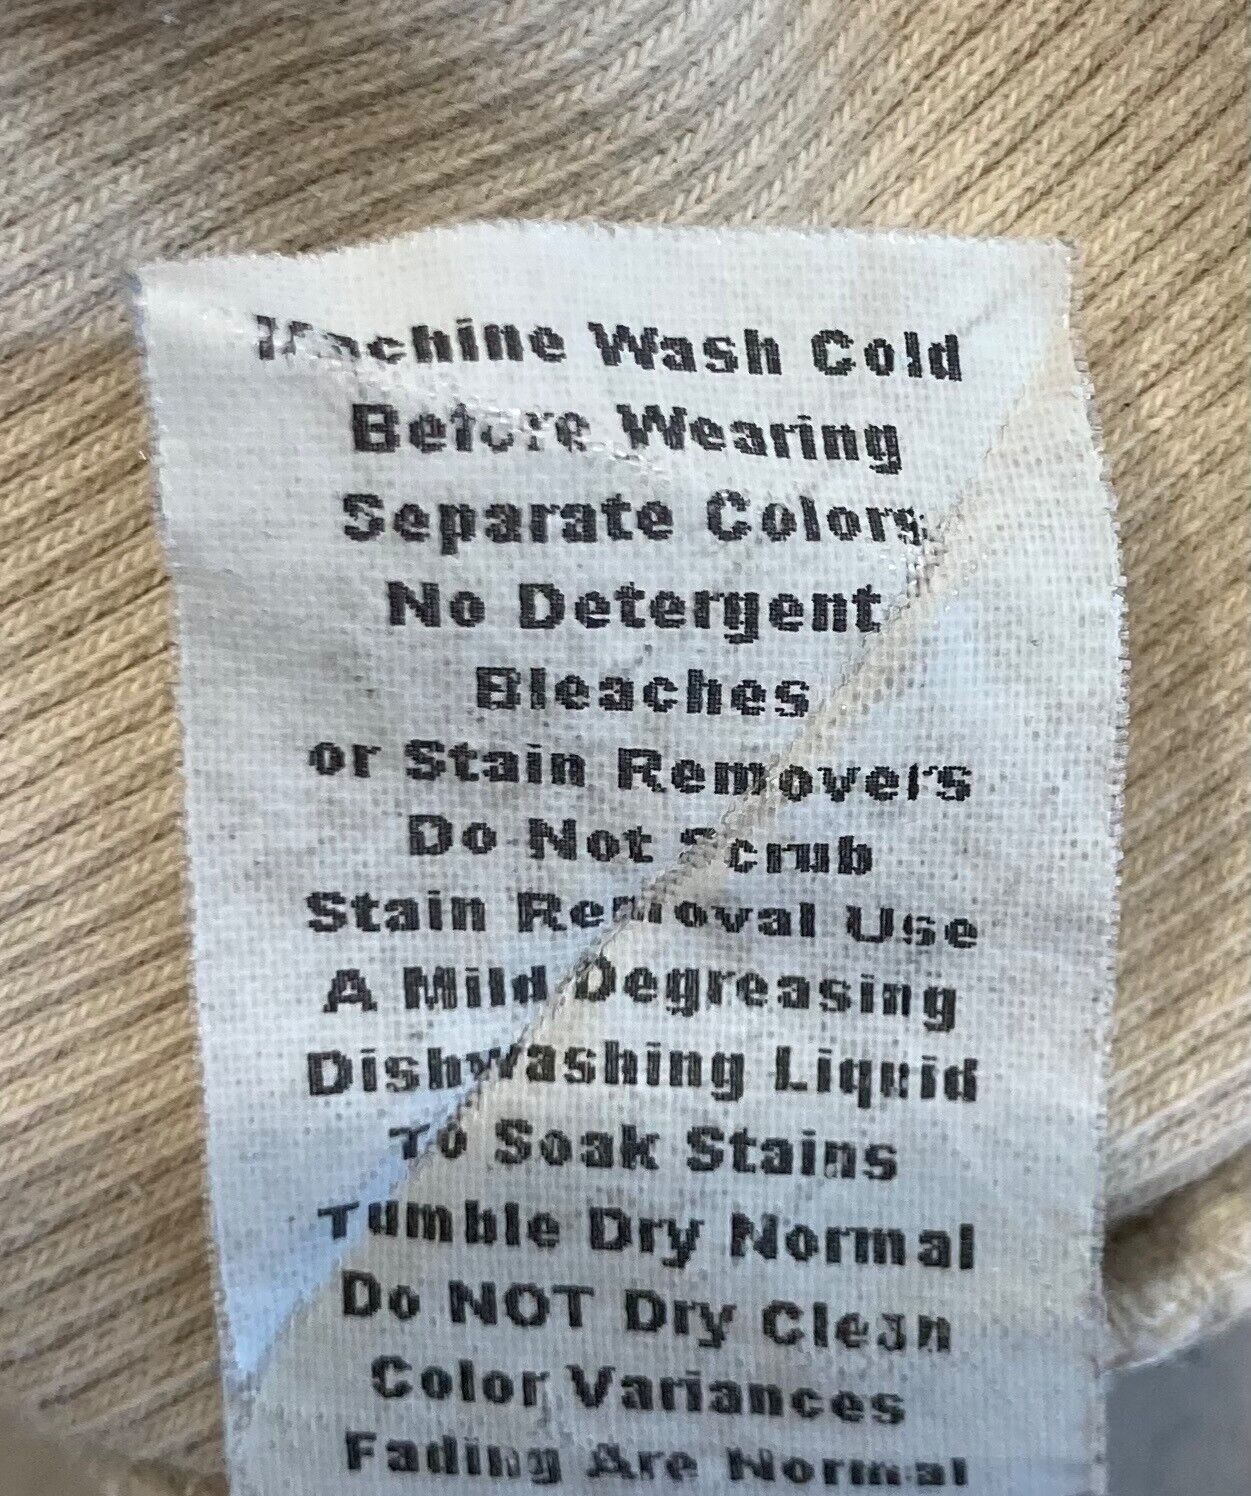 Machine Wash Cold
Before Wearing
Separate Colors
No Detergent
Bleaches
or Stain Removers
Do Not Scrub
Stain Removal Use
A Mild Degreasing
Dishwashing Liquid
To Soak Stains
Tumble Dry Normal
Do NOT Dry Clean
Color Variances
Fading Are Normal